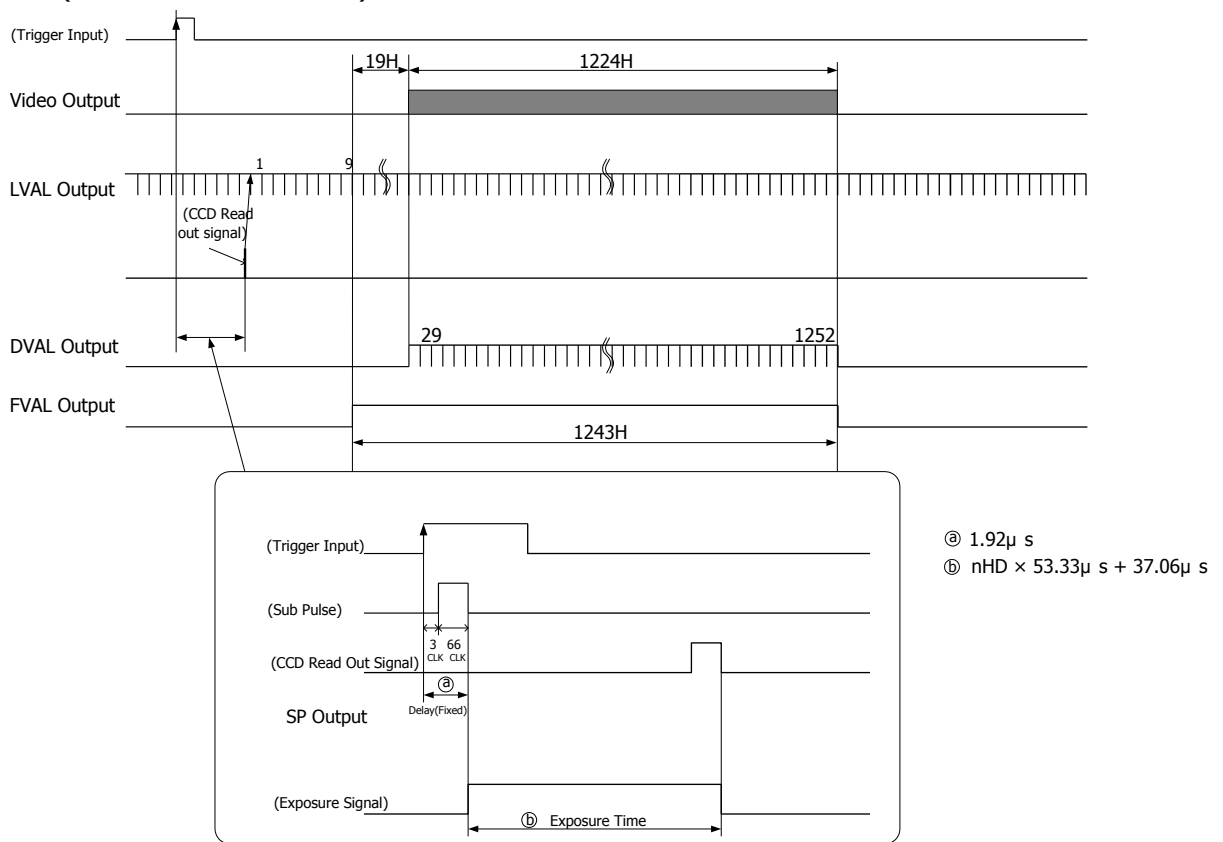 (Trigger Input)
19H
1224H
Video Output
1
9
LVAL Output
(CCD Read
out signal)
29
1252
DVAL Output
FVAL Output
1243H
(Trigger Input)
ⓐ 1.92μ s
ⓑ nHD × 53.33μ s + 37.06μ s
(Sub Pulse)
3 66
CLK CLK
(CCD Read Out Signal)
ⓐ
Delay(Fixed)
SP Output
(Exposure Signal)
ⓑ Exposure Time